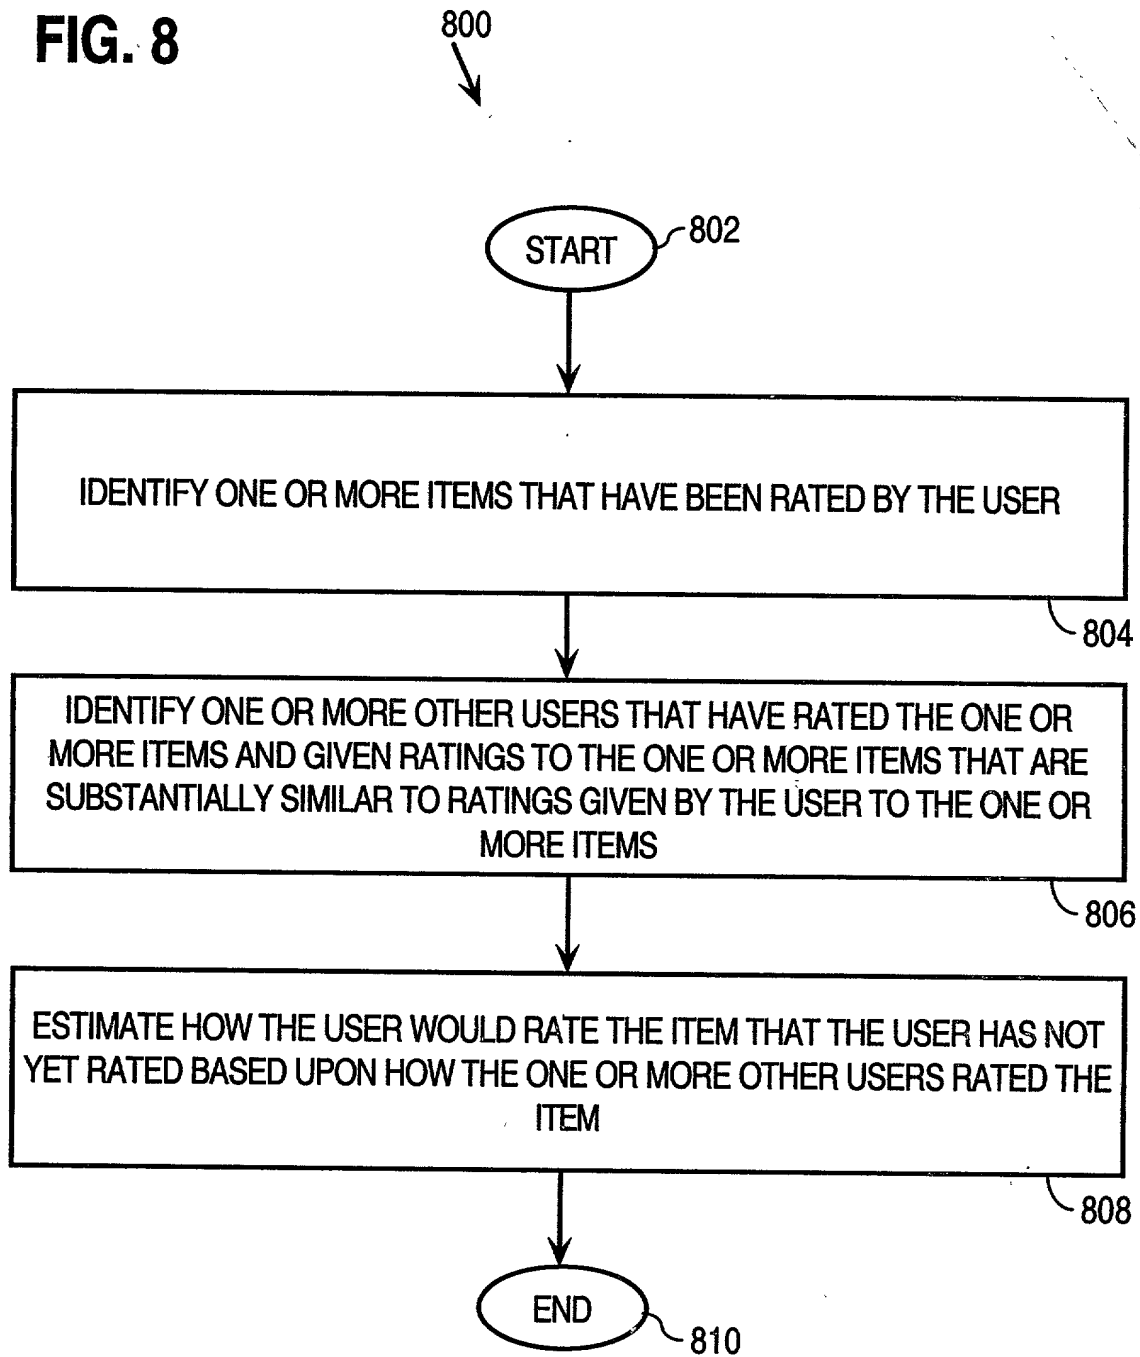 FIG. 8
800
START
802
IDENTIFY ONE OR MORE ITEMS THAT HAVE BEEN RATED BY THE USER
804
IDENTIFY ONE OR MORE OTHER USERS THAT HAVE RATED THE ONE OR
MORE ITEMS AND GIVEN RATINGS TO THE ONE OR MORE ITEMS THAT ARE
SUBSTANTIALLY SIMILAR TO RATINGS GIVEN BY THE USER TO THE ONE OR
MORE ITEMS
806
ESTIMATE HOW THE USER WOULD RATE THE ITEM THAT THE USER HAS NOT
YET RATED BASED UPON HOW THE ONE OR MORE OTHER USERS RATED THE
ITEM
808
END
810